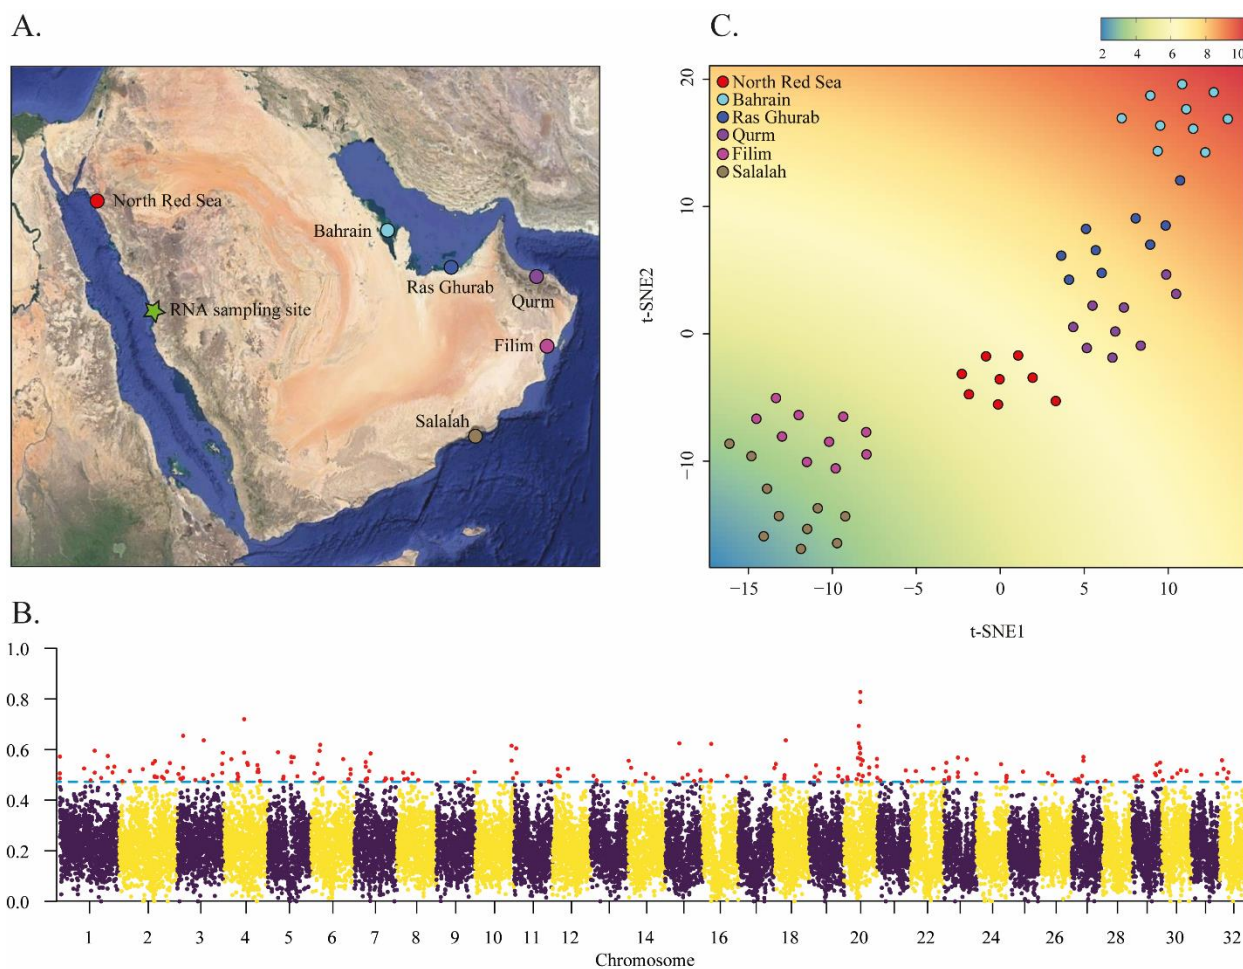 A.
North Red Sea
Bahrain
Ras Ghurab
Qurm
RNA sampling site
Filim
Salalah
C.
2 4 6 8 10
20
10
0
−10
t-SNE2
North Red Sea
Bahrain
Ras Ghurab
Qurm
Filim
Salalah
−15 −10 −5 0 5 10
t-SNE1
B.
1.0
0.8
0.6
0.4
0.2
0.0
1 2 3 4 5 6 7 8 9 10 11 12 14 16 18 20 22 24 26 28 30 32
Chromosome